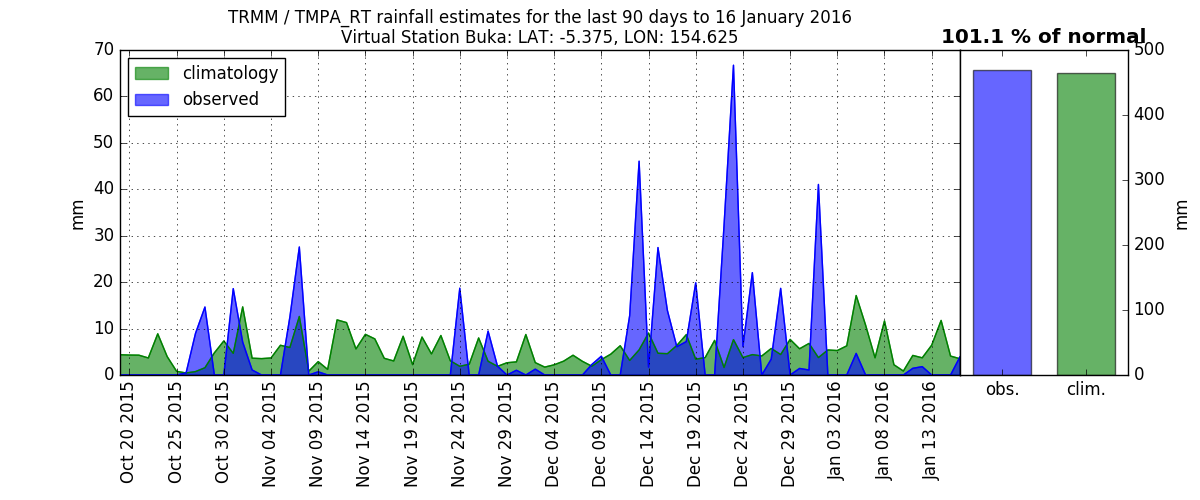 TRMM / TMPA_RT rainfall estimates for the last 90 days to 16 January 2016
Virtual Station Buka: LAT: -5.375, LON: 154.625
101.1 % of normal
climatology
observed
mm
70
60
50
40
30
20
10
0
Oct 20 2015
Oct 25 2015
Oct 30 2015
Nov 04 2015
Nov 09 2015
Nov 14 2015
Nov 19 2015
Nov 24 2015
Nov 29 2015
Dec 04 2015
Dec 09 2015
Dec 14 2015
Dec 19 2015
Dec 24 2015
Dec 29 2015
Jan 03 2016
Jan 08 2016
Jan 13 2016
500
400
300
200
100
0
mm
obs.
clim.